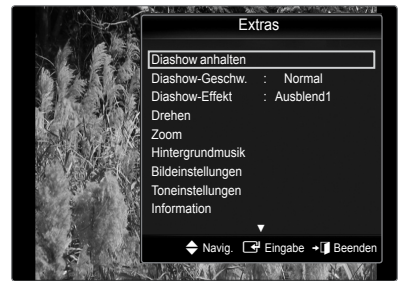 Extras
Diashow anhalten
Diashow-Geschw. : Normal
Diashow-Effekt : Ausblend1
Drehen
Zoom
Hintergrundmusik
Bildeinstellungen
Toneinstellungen
Information
Navig. Eingabe Beenden